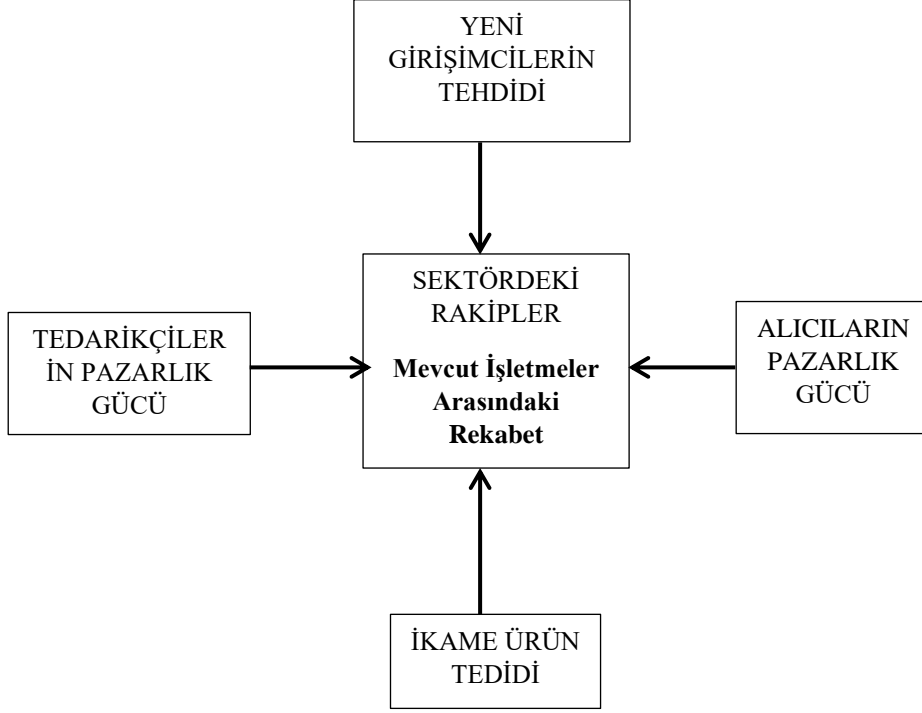 YENİ
GİRİŞİMCİLERİN
TEHDİDİ
SEKTÖRDEKİ
RAKİPLER
Mevcut İşletmeler
Arasındaki
Rekabet
TEDARİKÇİLER
İN PAZARLIK
GÜCÜ
ALICILARIN
PAZARLIK
GÜCÜ
İKAME ÜRÜN
TEDİDİ